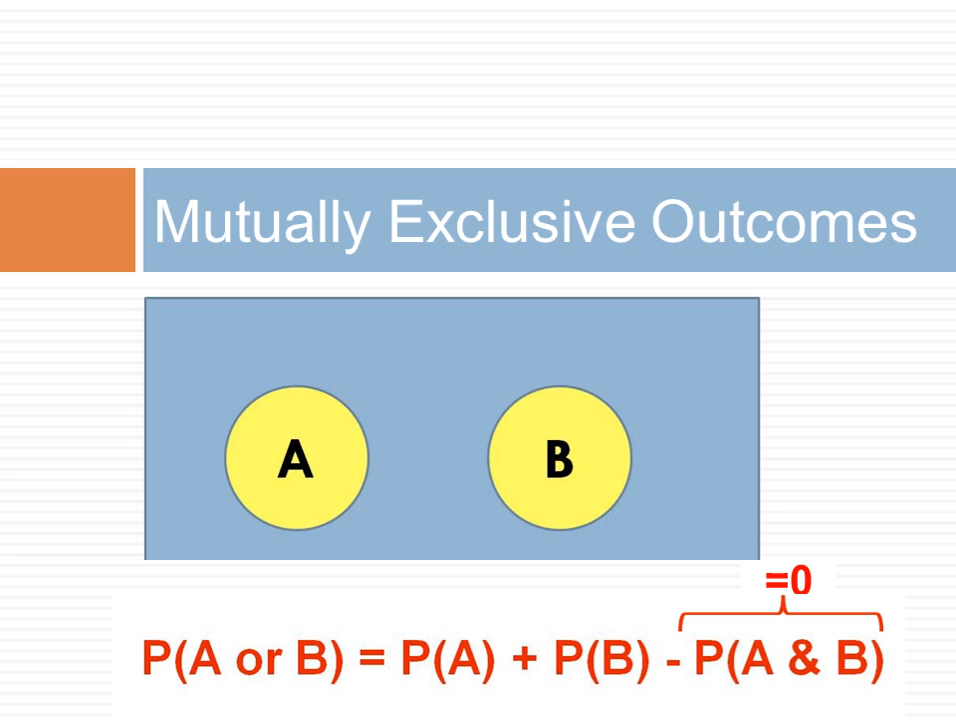 Mutually Exclusive Outcomes
A B
=0
P(A or B) = P(A) + P(B) - P(A & B)